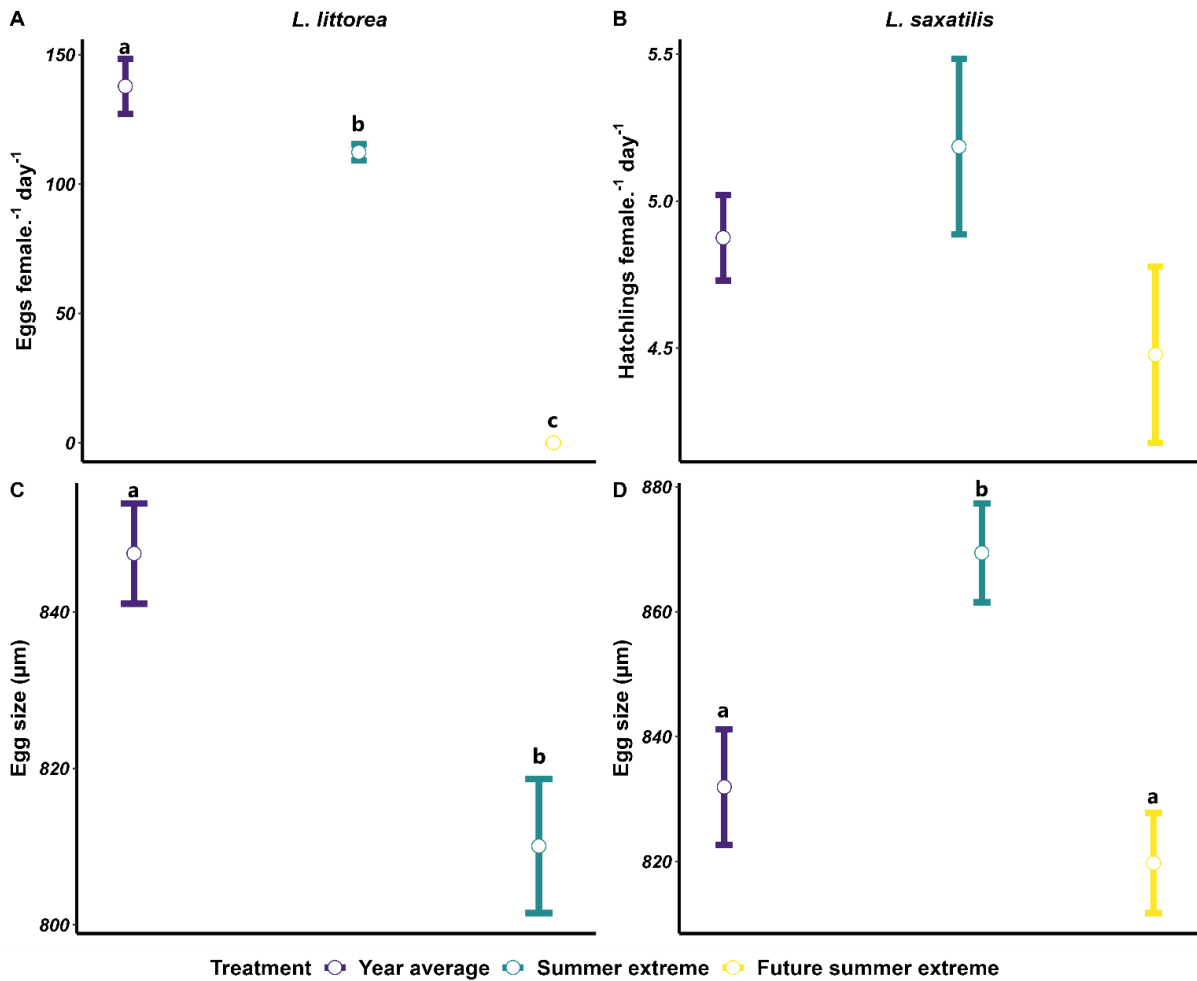 A
L. littorea
Eggs female.⁻¹ day⁻¹
150
100
50
0
a
b
c
B
L. saxatilis
Hatchlings female.⁻¹ day⁻¹
5.5
5.0
4.5
C
Egg size (µm)
840
820
800
a
b
D
Egg size (µm)
880
860
840
820
a
b
a
Treatment Year average Summer extreme Future summer extreme